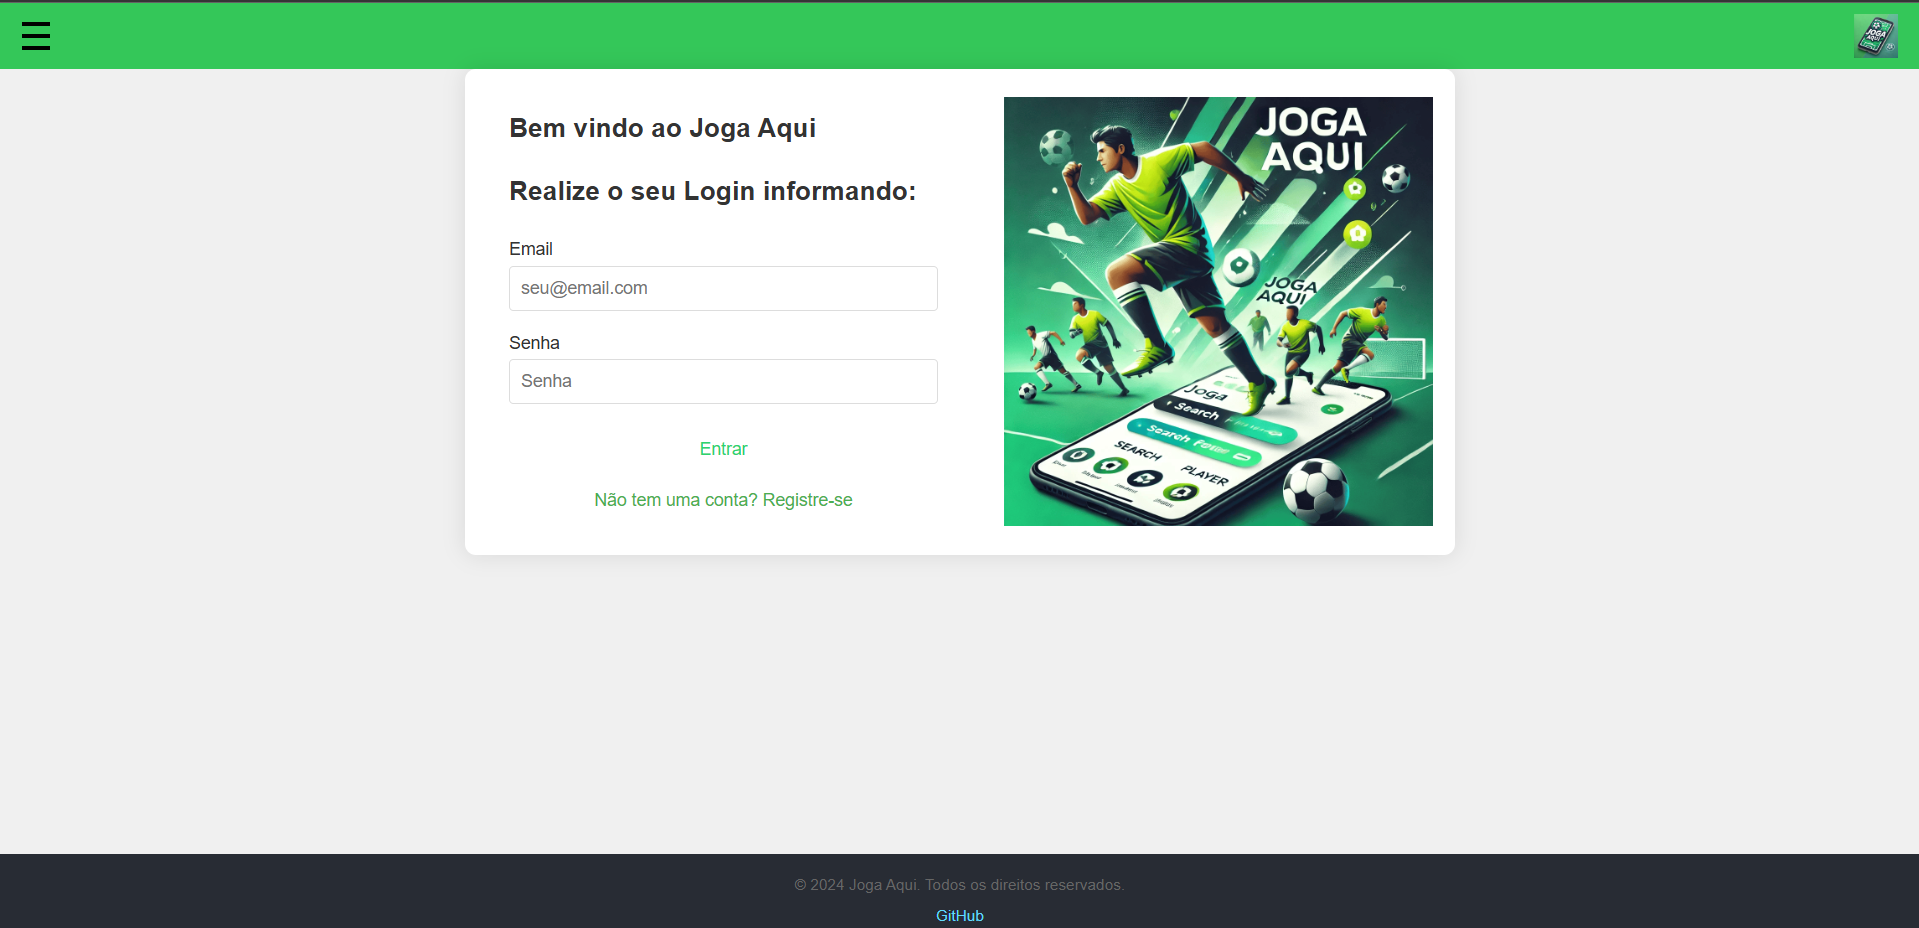 JOGA
AQUI
Bem vindo ao Joga Aqui
Realize o seu Login informando:
Email
seu@email.com
Senha
Senha
Entrar
Não tem uma conta? Registre-se
JOGA
AQUI
JOGA
AQUI
Joga
Search
Search
SEARCH
PLAYER
© 2024 Joga Aqui. Todos os direitos reservados.
GitHub